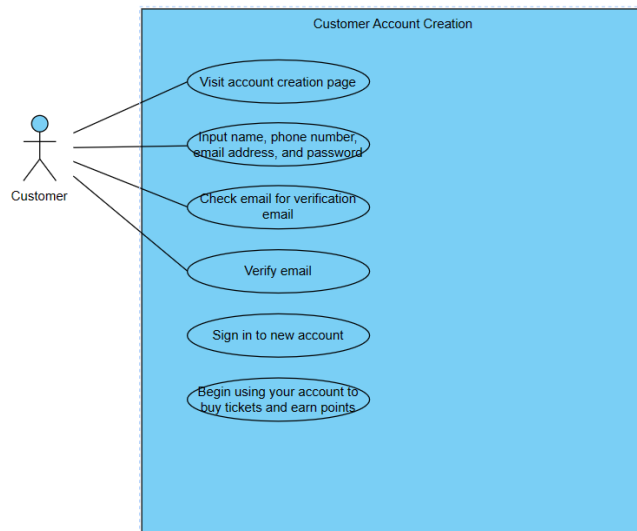 Customer Account Creation
Visit account creation page
Input name, phone number,
email address, and password
Customer
Check email for verification
email
Verify email
Sign in to new account
Begin using your account to
buy tickets and earn points